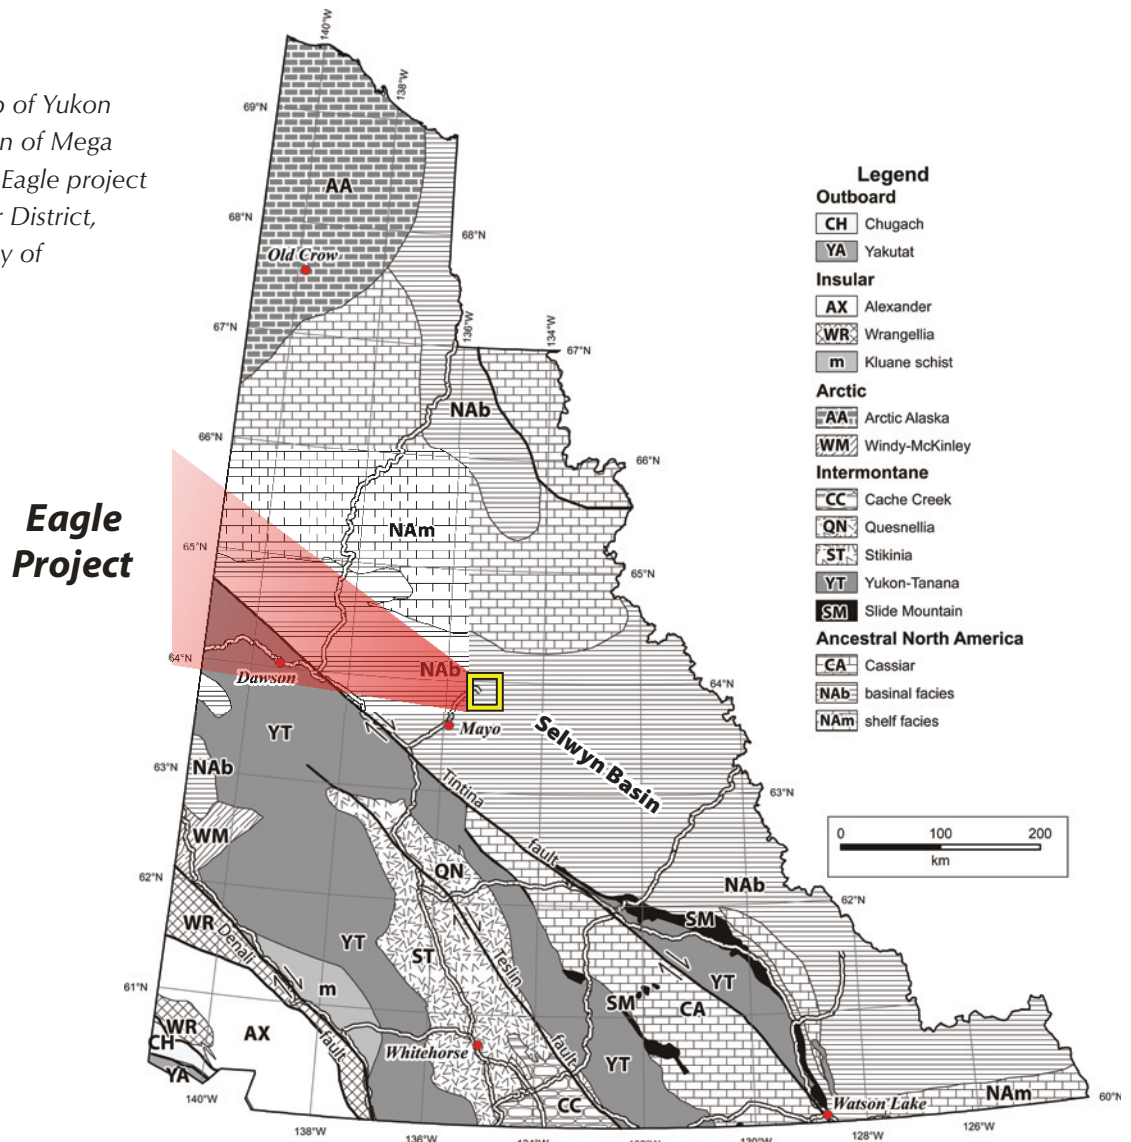 o of Yukon
n of Mega
Eagle project
r District,
y of
Eagle
Project
140°W
138°W
69°N
AA
68°N
68°N
Old Crow
67°N
136°W
134°W
67°N
NAb
66°N
66°N
NAm
65°N
65°N
64°N
Dawson
NAb
64°N
Mayo
YT
Selwyn Basin
63°N
NAb
63°N
Tintina
fault
WM
QN
62°N
NAb
62°N
SM
WR
Denali
fault
YT
ST
Teslin
fault
YT
61°N
m
SM
CA
WR
CH
AX
YA
Whitehorse
YT
CC
Watson Lake
NAm
60°N
140°W
138°W
136°W
134°W
130°W
128°W
126°W
Legend
Outboard
CH Chugach
YA Yakutat
Insular
AX Alexander
WR Wrangellia
m Kluane schist
Arctic
AA Arctic Alaska
WM Windy-McKinley
Intermontane
CC Cache Creek
QN Quesnellia
ST Stikinia
YT Yukon-Tanana
SM Slide Mountain
Ancestral North America
CA Cassiar
NAb basinal facies
NAm shelf facies
0 100 200
km